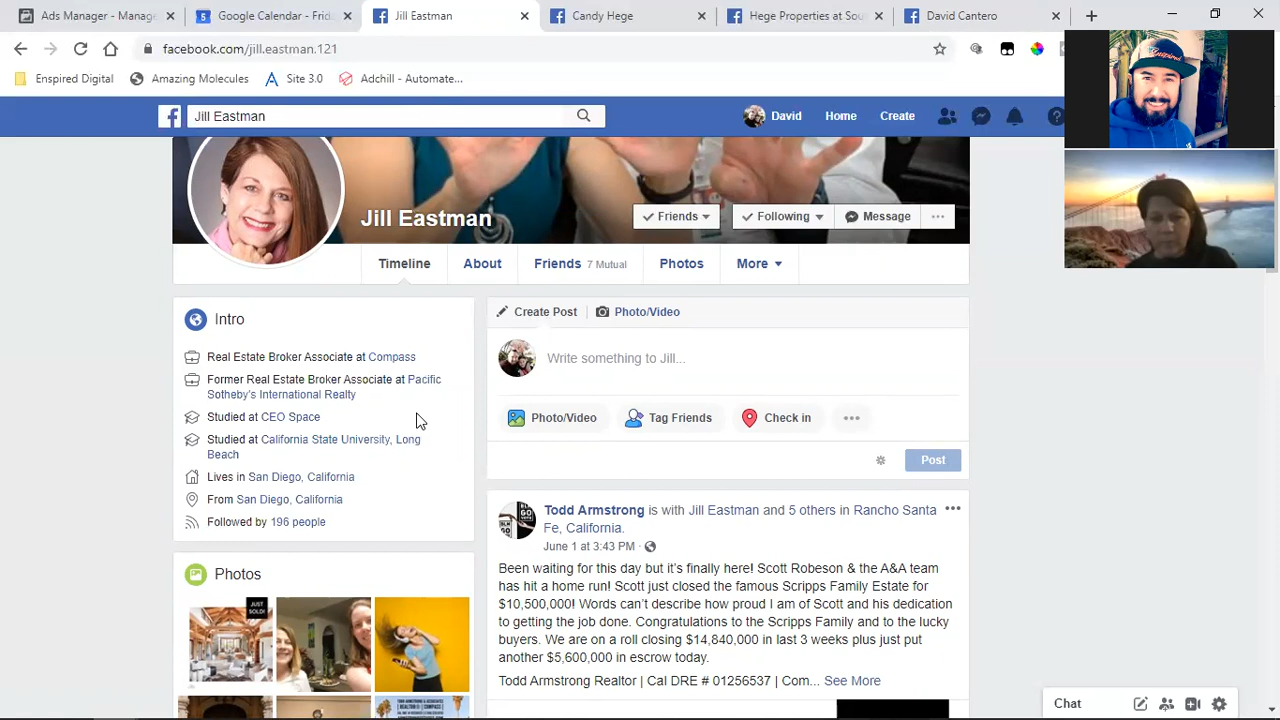 Ads Manager - Manage
Google Calendar - Frid
Jill Eastman
Candy Hege
Hege Properties at Sou
David Cantero
facebook.com/jill.eastman.121
Enspired Digital
Amazing Molecules
Site 3.0
Adchill - Automate...
Jill Eastman
David
Home
Friends
Create
Jill Eastman
Friends
Following
Message
Timeline
About
Friends 7 Mutual
Photos
More
Intro
Real Estate Broker Associate at Compass
Former Real Estate Broker Associate at Pacific
Sotheby's International Realty
Studied at CEO Space
Studied at California State University, Long
Beach
Lives in San Diego, California
From San Diego, California
Followed by 196 people
Photos
JUST
SOLD!
Create Post
Photo/Video
Write something to Jill...
Photo/Video
Tag Friends
Check in
Post
Todd Armstrong is with Jill Eastman and 5 others in Rancho Santa
Fe, California.
June 1 at 3:43 PM
Been waiting for this day but it's finally here! Scott Robeson & the A&A team
has hit a home run! Scott just closed the famous Scripps Family Estate for
$10,500,000! Words can't describe how proud I am of Scott and his dedication
to getting the job done. Congratulations to the Scripps Family and to the lucky
buyers. We are on a roll closing $14,840,000 in last 3 weeks plus just put
another $5,600,000 in escrow today.
Todd Armstrong Realtor | Cal DRE # 01256537 | Com... See More
Chat